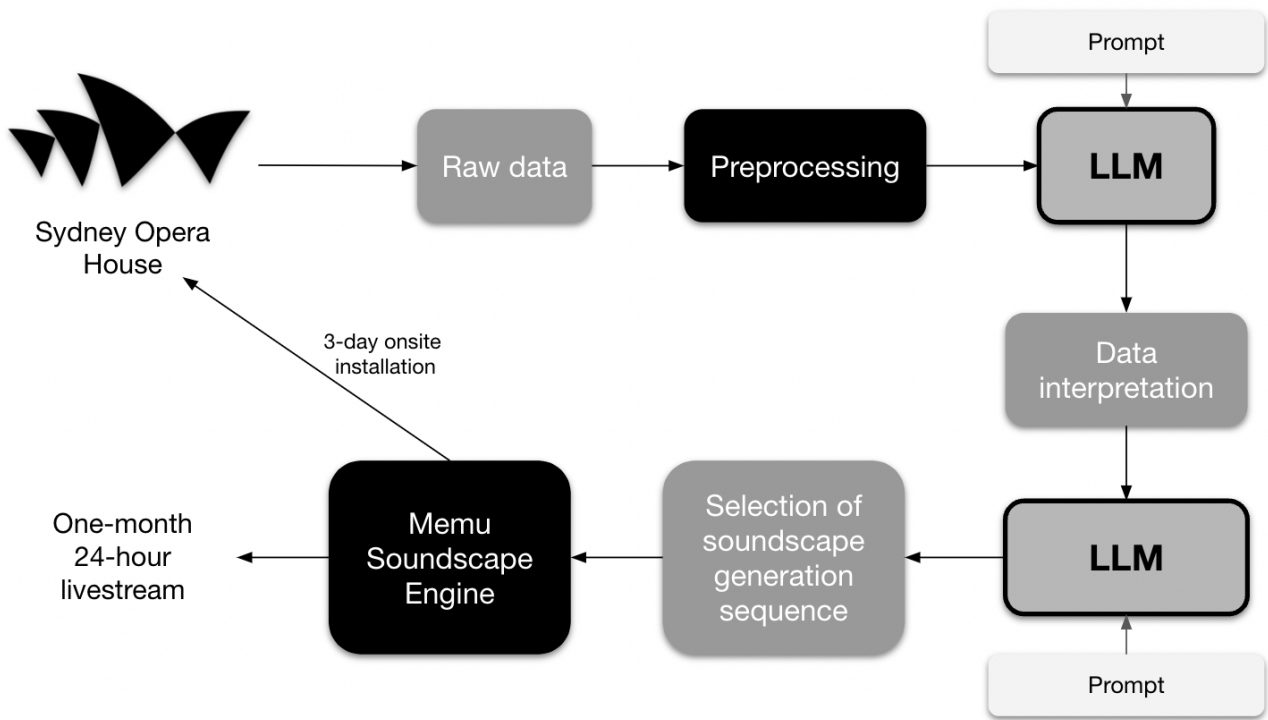 Prompt
Raw data
Preprocessing
LLM
Sydney Opera
House
3-day onsite
installation
Data
interpretation
One-month
24-hour
livestream
Memu
Soundscape
Engine
Selection of
soundscape
generation
sequence
LLM
Prompt